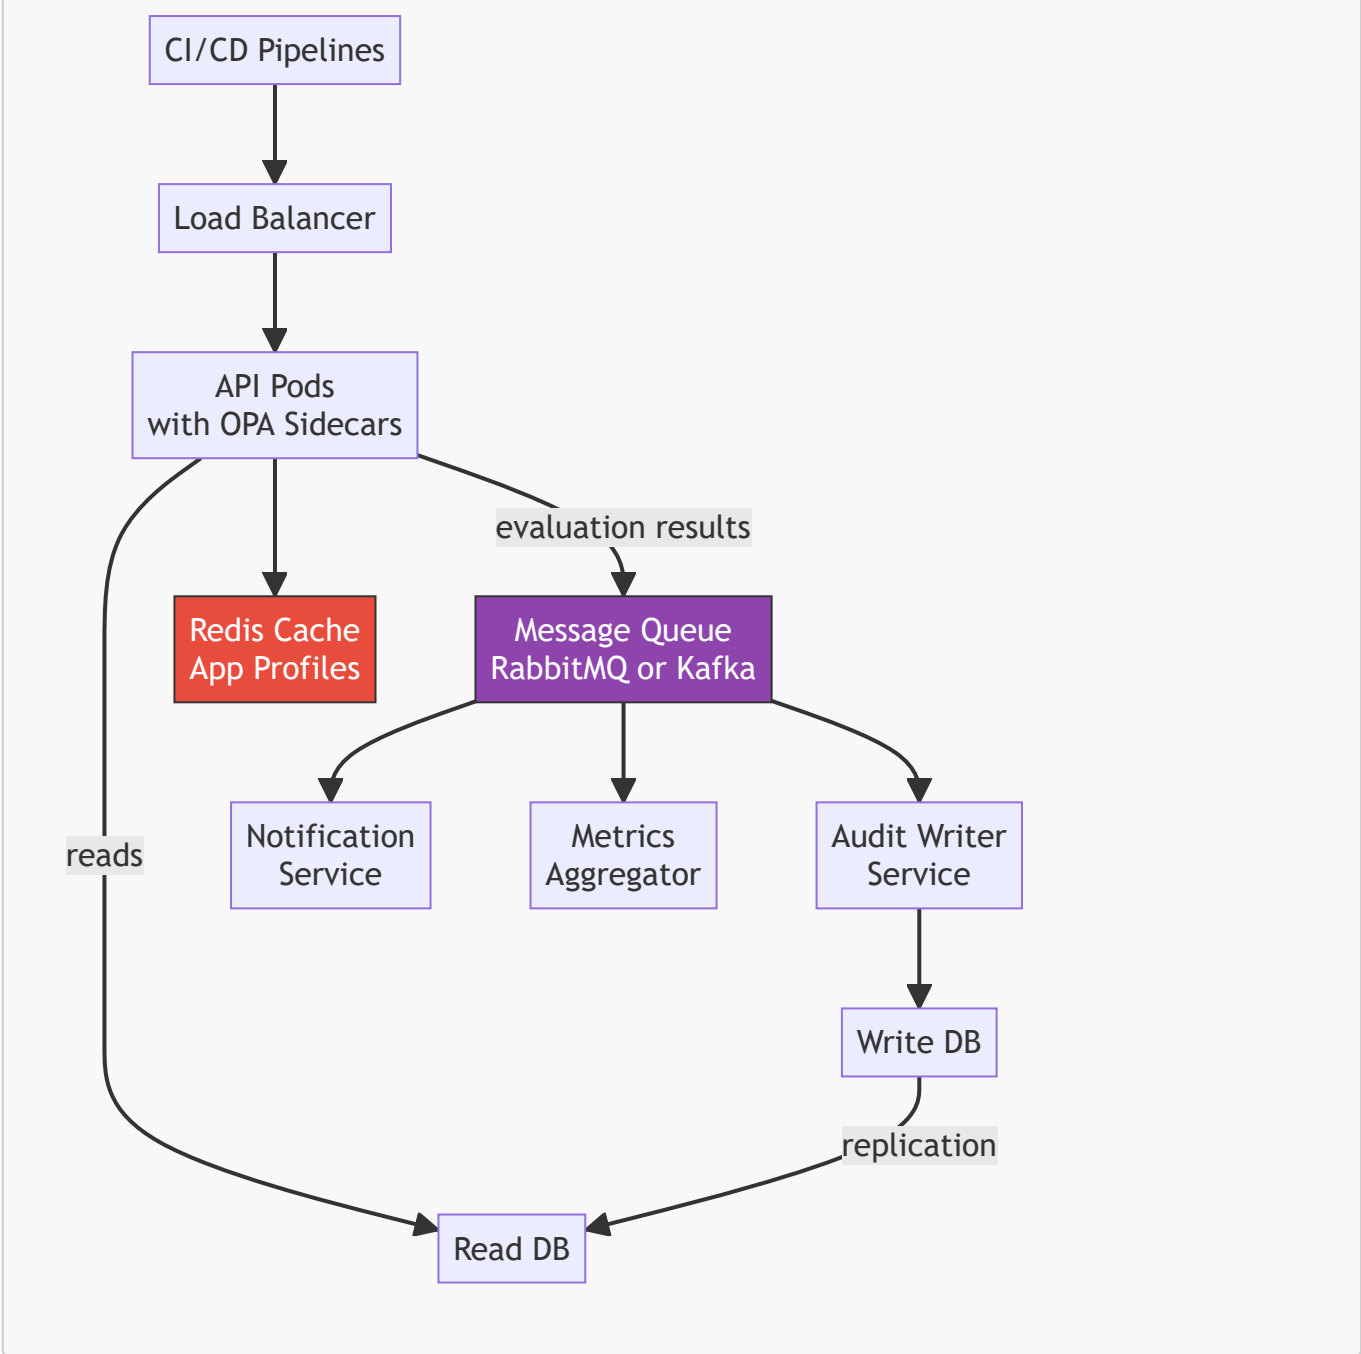 CI/CD Pipelines
Load Balancer
API Pods
with OPA Sidecars
evaluation results
Redis Cache
App Profiles
Message Queue
RabbitMQ or Kafka
reads
Notification
Service
Metrics
Aggregator
Audit Writer
Service
Write DB
replication
Read DB